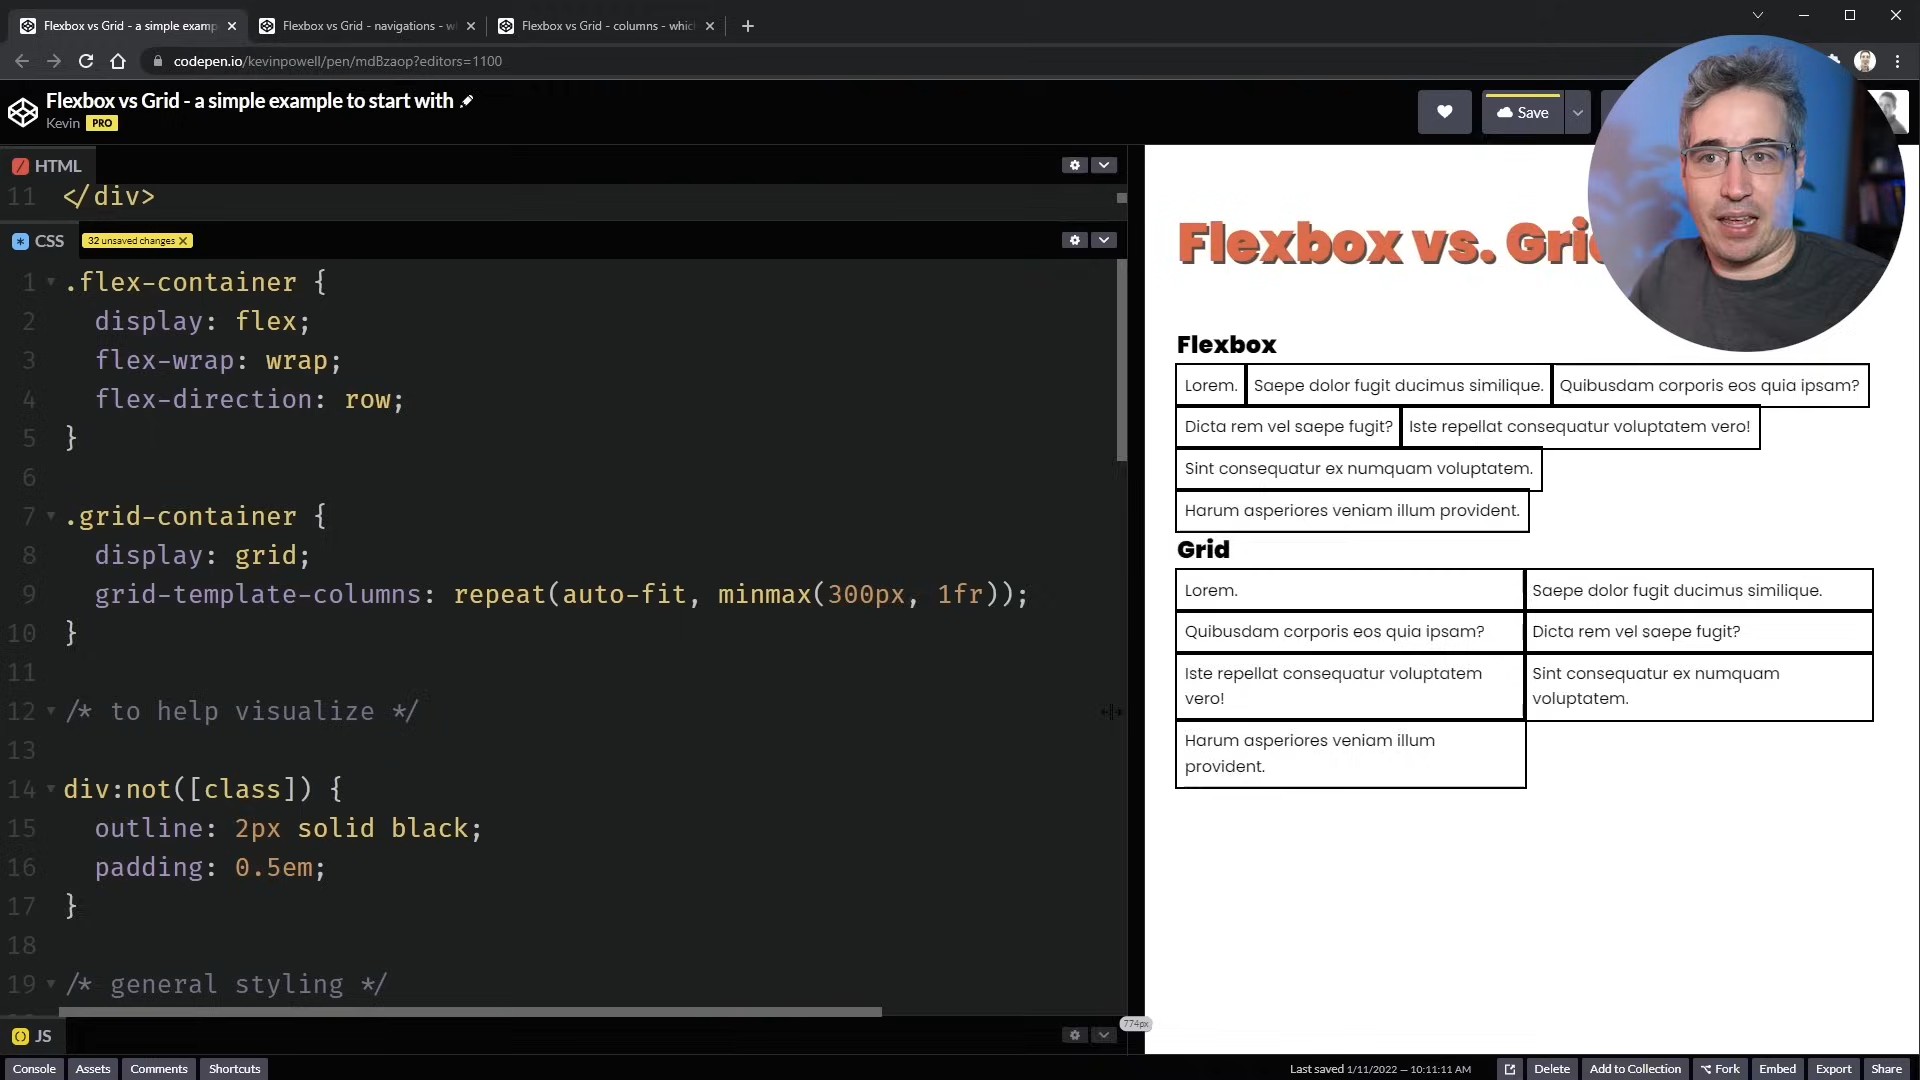 Flexbox vs Grid - a simple examp
Flexbox vs Grid - navigations - w
Flexbox vs Grid - columns - whic
codepen.io/kevinpowell/pen/mdBzaop?editors=1100
Flexbox vs Grid - a simple example to start with
Kevin PRO
Save
HTML
11 </div>
CSS 32 unsaved changes
1 .flex-container {
2 display: flex;
3 flex-wrap: wrap;
4 flex-direction: row;
5 }
6
7 .grid-container {
8 display: grid;
9 grid-template-columns: repeat(auto-fit, minmax(300px, 1fr));
10 }
11
12 /* to help visualize */
13
14 div:not([class]) {
15 outline: 2px solid black;
16 padding: 0.5em;
17 }
18
19 /* general styling */
JS
Flexbox vs. Gri
Flexbox
Lorem. Saepe dolor fugit ducimus similique. Quibusdam corporis eos quia ipsam?
Dicta rem vel saepe fugit? Iste repellat consequatur voluptatem vero!
Sint consequatur ex numquam voluptatem.
Harum asperiores veniam illum provident.
Grid
Lorem. Saepe dolor fugit ducimus similique.
Quibusdam corporis eos quia ipsam? Dicta rem vel saepe fugit?
Iste repellat consequatur voluptatem
vero!
Sint consequatur ex numquam
voluptatem.
Harum asperiores veniam illum
provident.
774px
Console Assets Comments Shortcuts
Last saved 1/11/2022 — 10:11:11 AM Delete Add to Collection Fork Embed Export Share